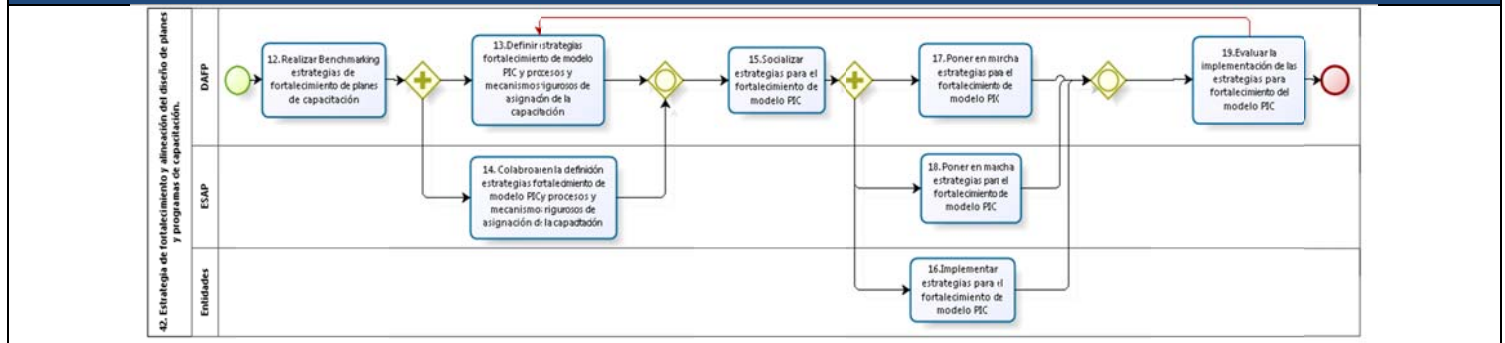 42. Estrategia de fortalecimiento y alineación del diseño de planes
y programas de capacitación.
DAFP
12. Realizar Benchmarking
estrategias de
fortalecimiento de planes
de capacitación
13.Definir estrategias
fortalecimiento de modelo
PIC y procesos y
mecanismos rigurosos de
asignación de la
capacitación
15.Socializar
estrategias para el
fortalecimiento de
modelo PIC
17. Poner en marcha
estrategias para el
fortalecimiento de
modelo PIC
19.Evaluar la
implementación de las
estrategias para
fortalecimiento del
modelo PIC
ESAP
14. Colabroar en la definición
estrategias fortalecimiento de
modelo PIC y procesos y
mecanismos rigurosos de
asignación de la capacitación
18. Poner en marcha
estrategias para el
fortalecimiento de
modelo PIC
Entidades
16.Implementar
estrategias para el
fortalecimiento de
modelo PIC